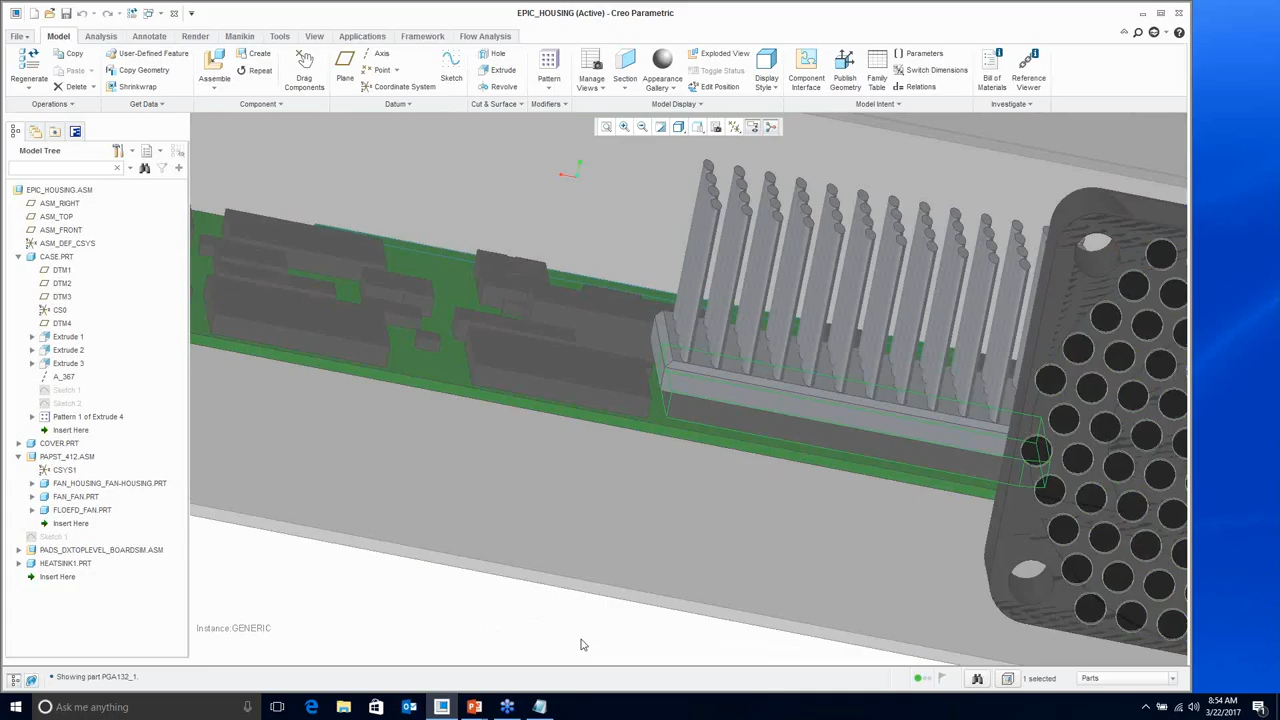 EPIC_HOUSING (Active) - Creo Parametric
File Model Analysis Annotate Render Manikin Tools View Applications Framework Flow Analysis
Regenerate Copy Paste Delete User-Defined Feature Copy Geometry Shrinkwrap Assemble Create Repeat Drag Components Plane Axis Point Coordinate System Sketch Hole Extrude Revolve Pattern Manage Views Section Appearance Gallery Exploded View Toggle Status Edit Position Display Style Component Interface Publish Geometry Family Table Parameters Switch Dimensions Relations Bill of Materials Reference Viewer
Operations Get Data Component Datum Cut & Surface Modifiers Model Display Model Intent Investigate
Model Tree
EPIC_HOUSING.ASM
ASM_RIGHT
ASM_TOP
ASM_FRONT
ASM_DEF_CSYS
CASE.PRT
DTM1
DTM2
DTM3
CS0
DTM4
Extrude 1
Extrude 2
Extrude 3
A_367
Sketch 1
Sketch 2
Pattern 1 of Extrude 4
Insert Here
COVER.PRT
PAPST_412.ASM
CSYS1
FAN_HOUSING_FAN-HOUSING.PRT
FAN_FAN.PRT
FLOEFD_FAN.PRT
Insert Here
Sketch 1
PADS_DXTOPLEVEL_BOARDSIM.ASM
HEATSINK1.PRT
Insert Here
Instance:GENERIC
Showing part PGA132_1.
1 selected
Parts
Ask me anything
8:54 AM
3/22/2017